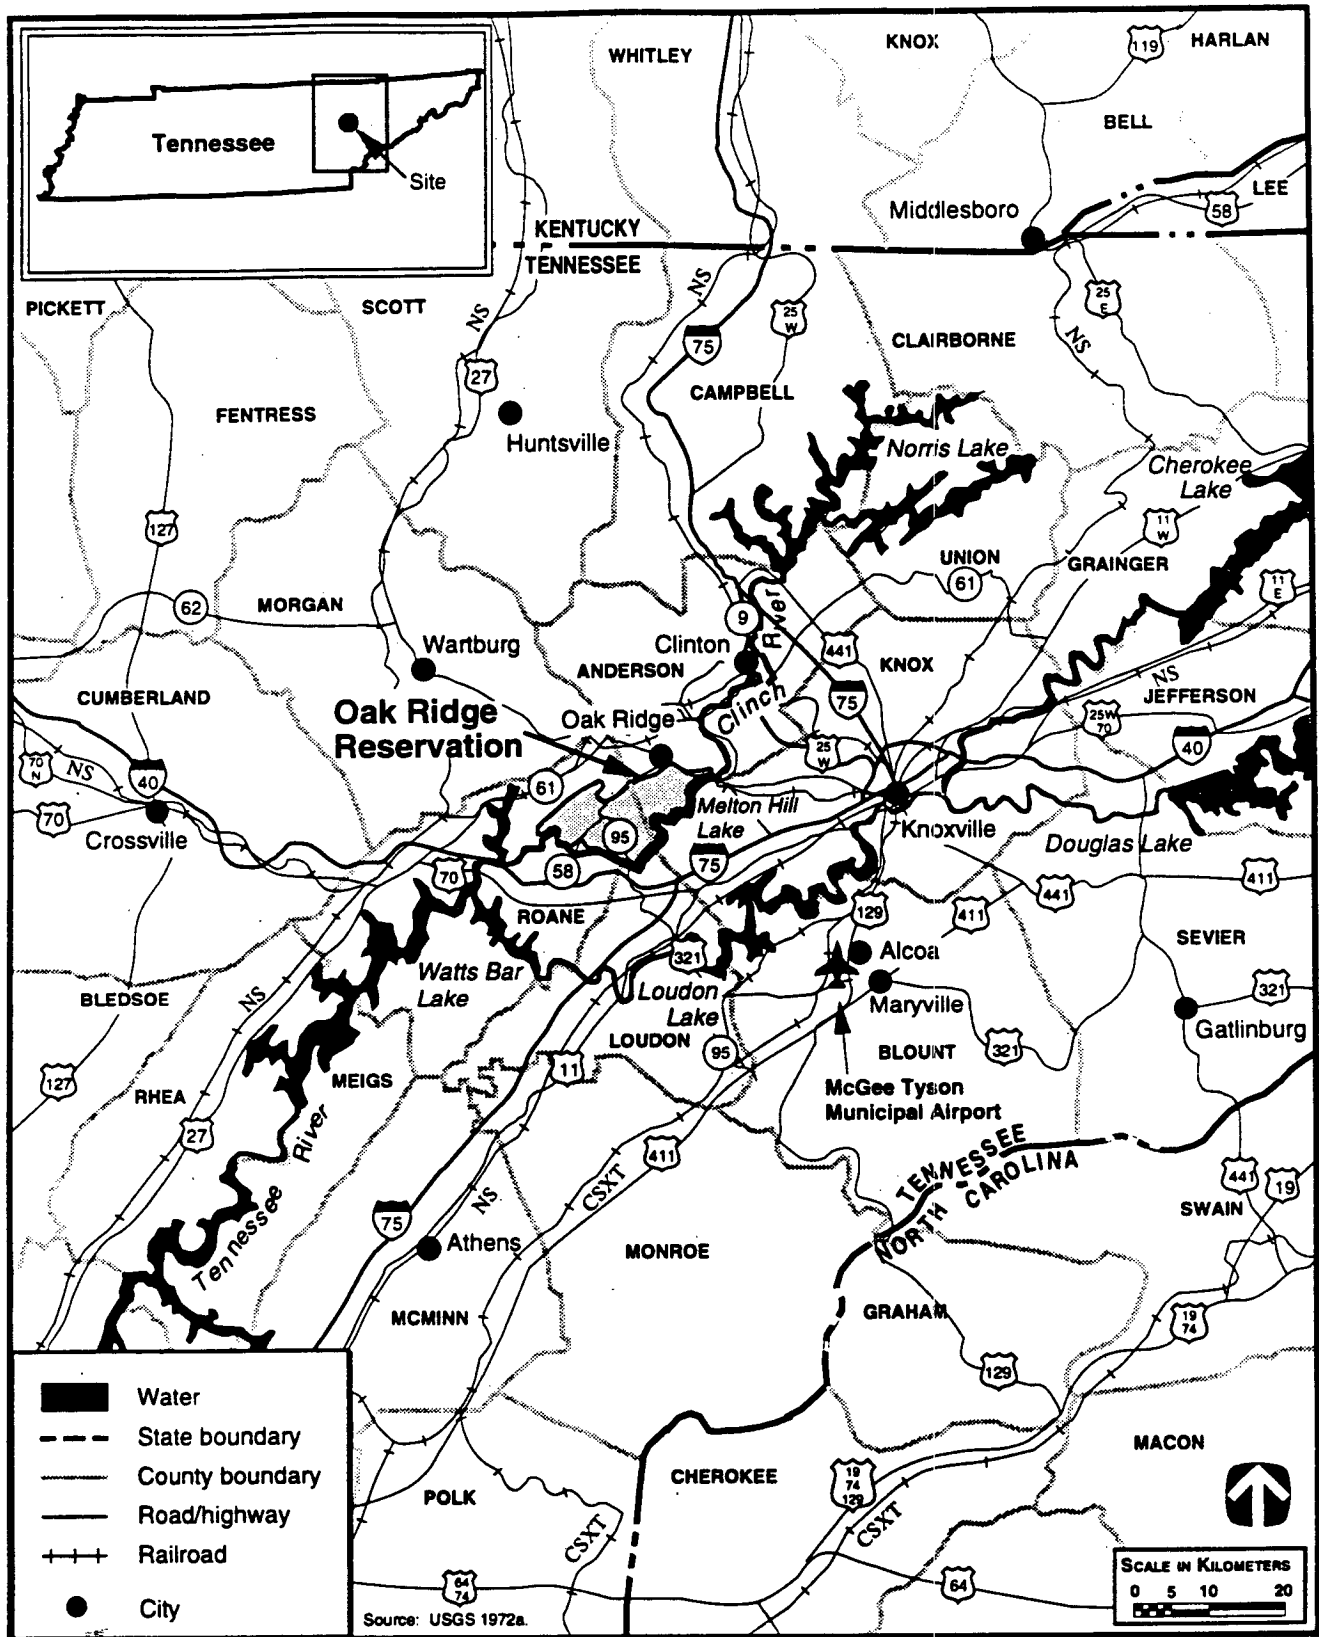 WHITLEY
KNOX
119
HARLAN
BELL
Tennessee
Site
LEE
58
Middlesboro
KENTUCKY
TENNESSEE
PICKETT
SCOTT
NS
NS
25
W
25
E
NS
75
CLAIRBORNE
27
CAMPBELL
FENTRESS
Huntsville
Norris Lake
Cherokee
Lake
127
11
W
UNION
GRAINGER
61
11
E
62
MORGAN
9
River
Wartburg
Clinton
441
ANDERSON
KNOX
NS
CUMBERLAND
JEFFERSON
Oak Ridge
Reservation
Oak Ridge
Clinch
75
25W
70
25
W
40
70
N
NS
40
61
70
Crossville
95
Melton Hill
Lake
Knoxville
Douglas Lake
58
75
70
411
441
129
411
ROANE
SEVIER
321
Alcoa
Watts Bar
Lake
BLEDSOE
NS
Loudon
Lake
Maryville
321
Gatlinburg
LOUDON
95
BLOUNT
321
11
127
RHEA
MEIGS
McGee Tyson
Municipal Airport
27
River
TENNESSEE
NORTH CAROLINA
411
CSXT
441
19
NS
SWAIN
75
Tennessee
Athens
MONROE
MCMINN
GRAHAM
19
74
129
Water
State boundary
County boundary
Road/highway
Railroad
City
MACON
CHEROKEE
19
74
129
POLK
CSXT
CSXT
64
74
64
Source: USGS 1972a.
SCALE IN KILOMETERS
0 5 10 20